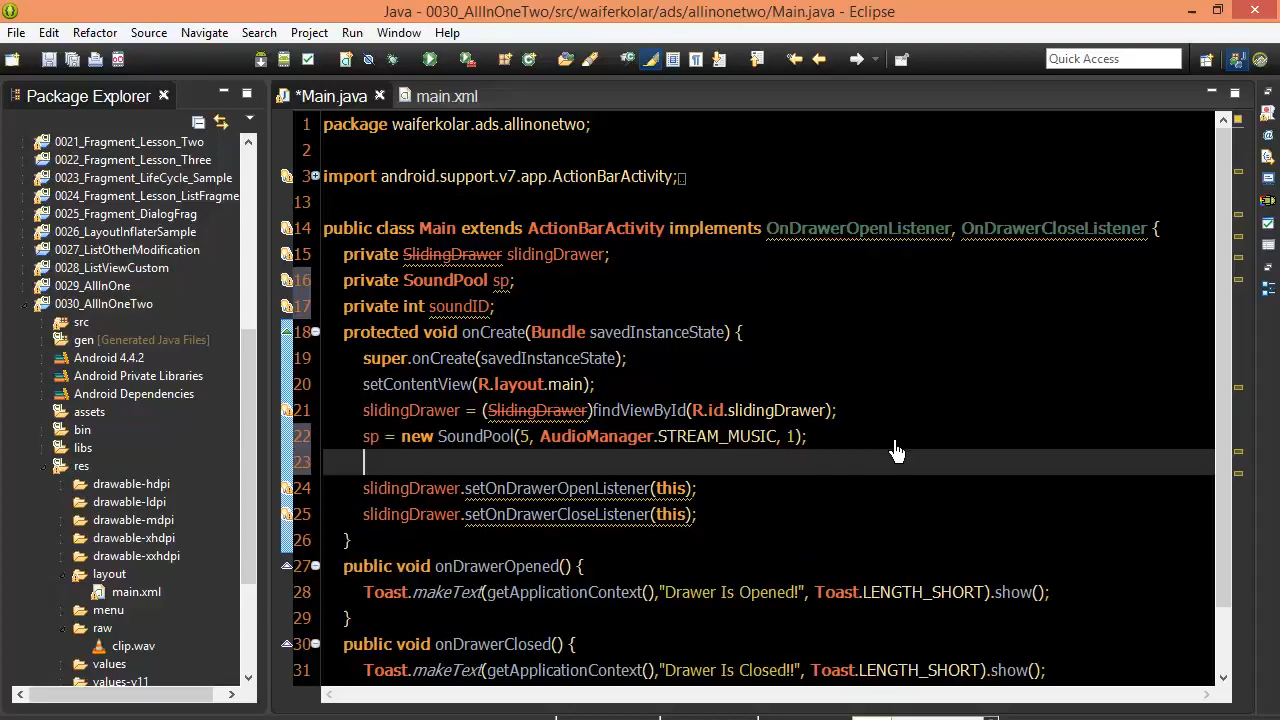 Java - 0030_AllInOneTwo/src/waiferkolar/ads/allinonetwo/Main.java - Eclipse
File Edit Refactor Source Navigate Search Project Run Window Help
Quick Access
Package Explorer
*Main.java
main.xml
0021_Fragment_Lesson_Two
0022_Fragment_Lesson_Three
0023_Fragment_LifeCycle_Sample
0024_Fragment_Lesson_ListFragme
0025_Fragment_DialogFrag
0026_LayoutInflaterSample
0027_ListOtherModification
0028_ListViewCustom
0029_AllInOne
0030_AllInOneTwo
src
gen [Generated Java Files]
Android 4.4.2
Android Private Libraries
Android Dependencies
assets
bin
libs
res
drawable-hdpi
drawable-ldpi
drawable-mdpi
drawable-xhdpi
drawable-xxhdpi
layout
main.xml
menu
raw
clip.wav
values
values-v11
1 package waiferkolar.ads.allinonetwo;
2
3 import android.support.v7.app.ActionBarActivity;
13
14 public class Main extends ActionBarActivity implements OnDrawerOpenListener, OnDrawerCloseListener {
15 private SlidingDrawer slidingDrawer;
16 private SoundPool sp;
17 private int soundID;
18 protected void onCreate(Bundle savedInstanceState) {
19 super.onCreate(savedInstanceState);
20 setContentView(R.layout.main);
21 slidingDrawer = (SlidingDrawer)findViewById(R.id.slidingDrawer);
22 sp = new SoundPool(5, AudioManager.STREAM_MUSIC, 1);
23
24 slidingDrawer.setOnDrawerOpenListener(this);
25 slidingDrawer.setOnDrawerCloseListener(this);
26 }
27 public void onDrawerOpened() {
28 Toast.makeText(getApplicationContext(),"Drawer Is Opened!", Toast.LENGTH_SHORT).show();
29 }
30 public void onDrawerClosed() {
31 Toast.makeText(getApplicationContext(),"Drawer Is Closed!!", Toast.LENGTH_SHORT).show();